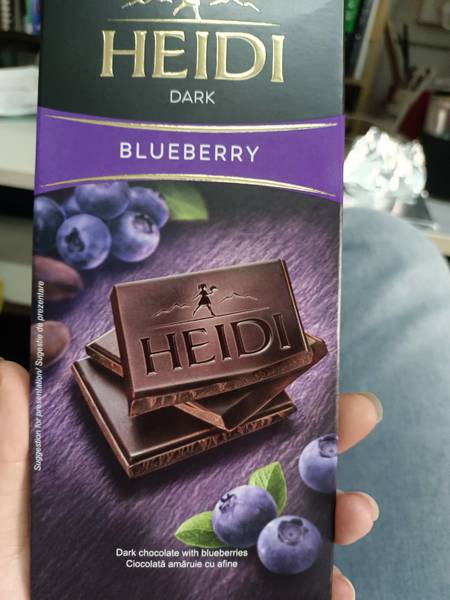 HEIDI
DARK
BLUEBERRY
HEIDI
Suggestion for presentation/ Sugestie de prezentare
Dark chocolate with blueberries
Ciocolată amăruie cu afine